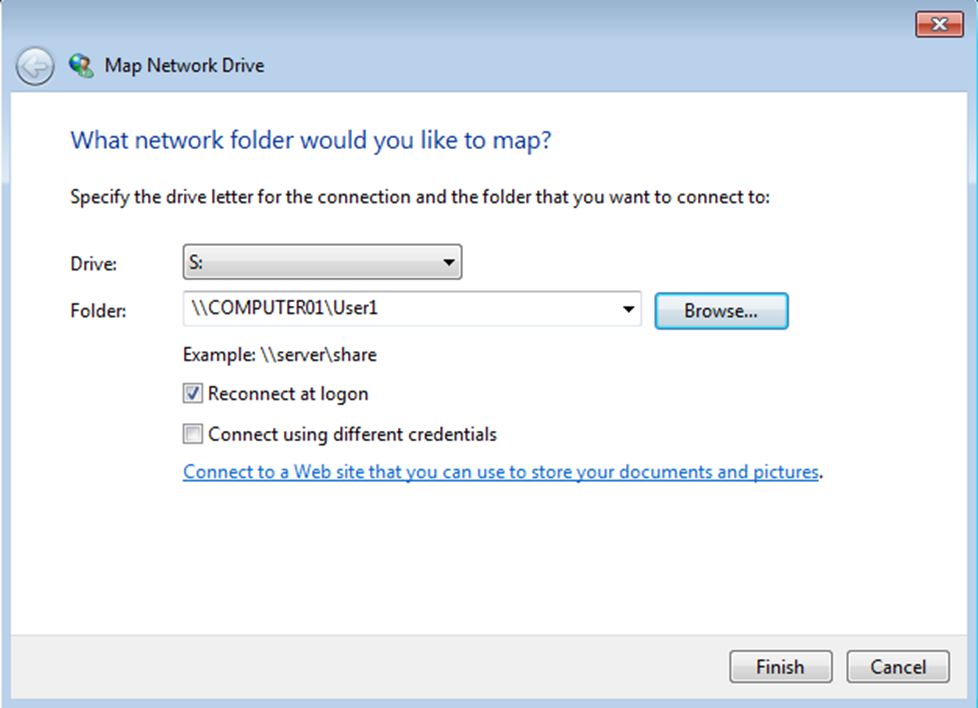 Map Network Drive
What network folder would you like to map?
Specify the drive letter for the connection and the folder that you want to connect to:
Drive: S:
Folder: \\COMPUTER01\User1 Browse...
Example: \\server\share
Reconnect at logon
Connect using different credentials
Connect to a Web site that you can use to store your documents and pictures.
Finish Cancel